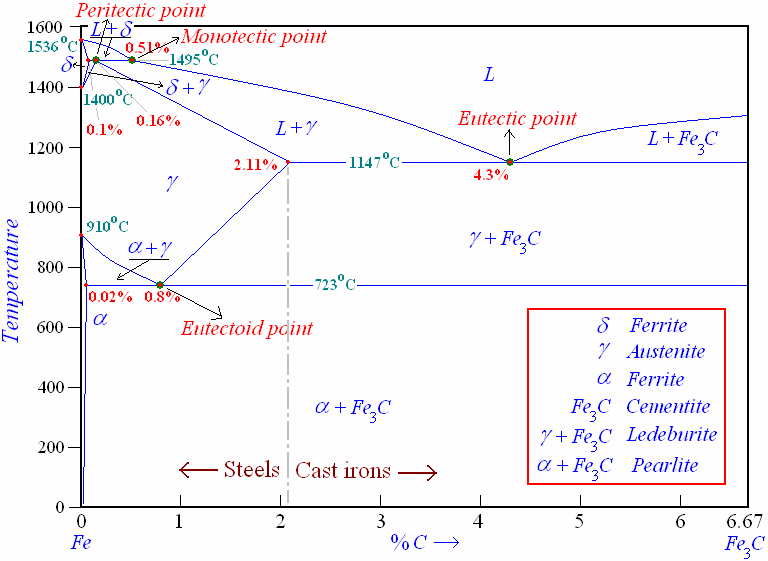 Peritectic point
1600
L+δ
0.51%
Monotectic point
1536°C
1495°C
δ
δ+γ
L
1400
1400°C
0.1%
0.16%
L+γ
Eutectic point
L+Fe₃C
1200
2.11%
1147°C
4.3%
γ
1000
910°C
α+γ
γ+Fe₃C
800
723°C
0.02%
0.8%
α
Eutectoid point
Temperature
600
δ Ferrite
γ Austenite
α Ferrite
Fe₃C Cementite
γ+Fe₃C Ledeburite
α+Fe₃C Pearlite
400
α+Fe₃C
200
Steels
Cast irons
0
0 1 2 3 4 5 6 6.67
Fe
%C
Fe₃C